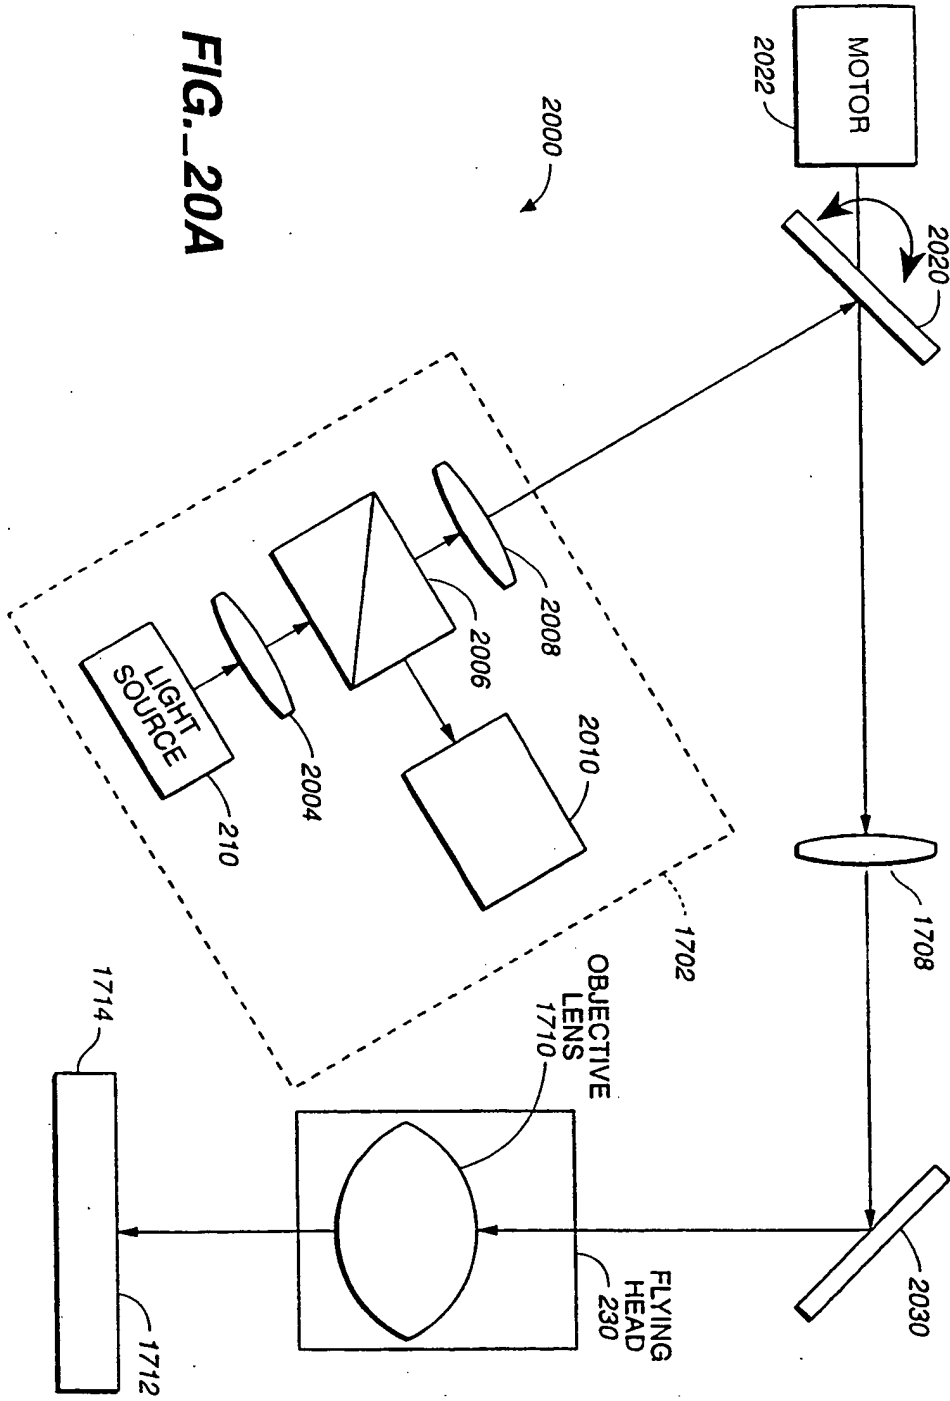 MOTOR
2022
2020
2000
FIG._20A
1708
2030
2008
2006
2010
2004
LIGHT
SOURCE
210
1702
OBJECTIVE
LENS
1710
FLYING
HEAD
230
1714
1712